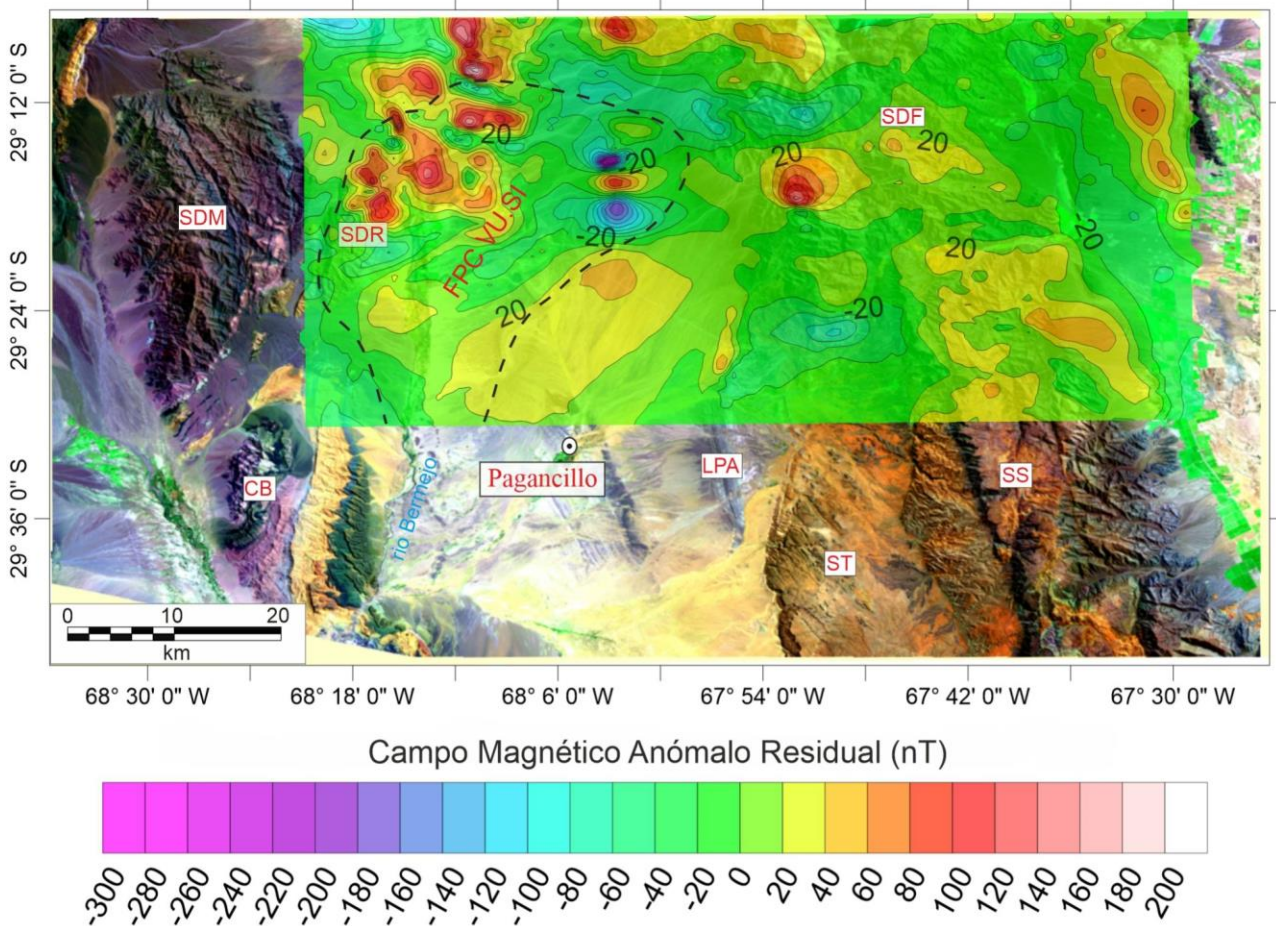 29° 12' 0'' S
29° 24' 0'' S
29° 36' 0'' S
SDF
20
20
-20
20
20
SDM
SDR
FPC VU.SI
-20
-20
20
20
-20
Pagancillo
LPA
SS
CB
río Bermejo
ST
0 10 20
km
68° 30' 0" W 68° 18' 0" W 68° 6' 0" W 67° 54' 0" W 67° 42' 0" W 67° 30' 0" W
Campo Magnético Anómalo Residual (nT)
-300 -280 -260 -240 -220 -200 -180 -160 -140 -120 -100 -80 -60 -40 -20 0 20 40 60 80 100 120 140 160 180 200